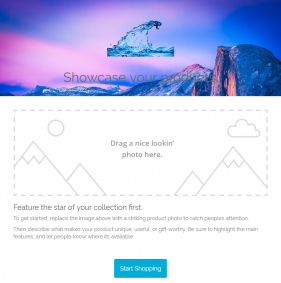 Showcase your product
Drag a nice lookin'
photo here.
Feature the star of your collection first.
To get started, replace the image above with a striking product photo to catch peoples attention.
Then, describe what makes your product unique, useful, or gift-worthy. Be sure to highlight the main
features, and let people know where its available.
Start Shopping